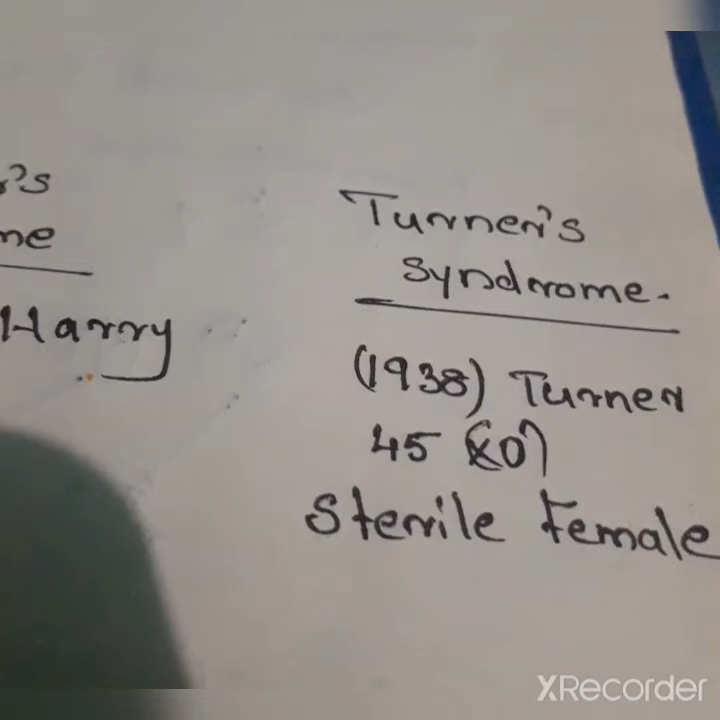 r's
me
Harry
Turner's
Syndrome.
(1938) Turner
45 (XO)
Sterile Female
XRecorder